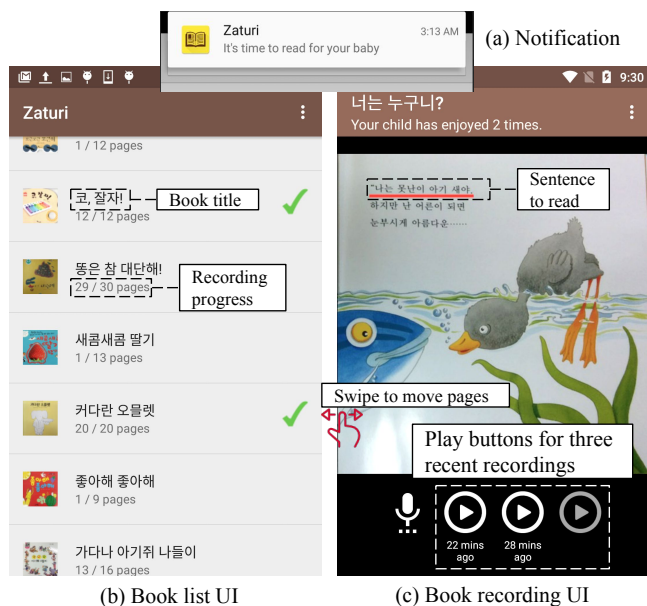 Zaturi
3:13 AM
It's time to read for your baby
(a) Notification
9:30
Zaturi
1 / 12 pages
코, 잘자!
Book title
12 / 12 pages
똥은 참 대단해!
29 / 30 pages
Recording
progress
새콤새콤 딸기
1 / 13 pages
커다란 오믈렛
20 / 20 pages
좋아해 좋아해
1 / 9 pages
가다나 아기쥐 나들이
13 / 16 pages
(b) Book list UI
너는 누구니?
Your child has enjoyed 2 times.
“나는 못난이 아기 새야.
하지만 난 어른이 되면
눈부시게 아름다운……
Sentence
to read
Swipe to move pages
Play buttons for three
recent recordings
22 mins
ago
28 mins
ago
(c) Book recording UI